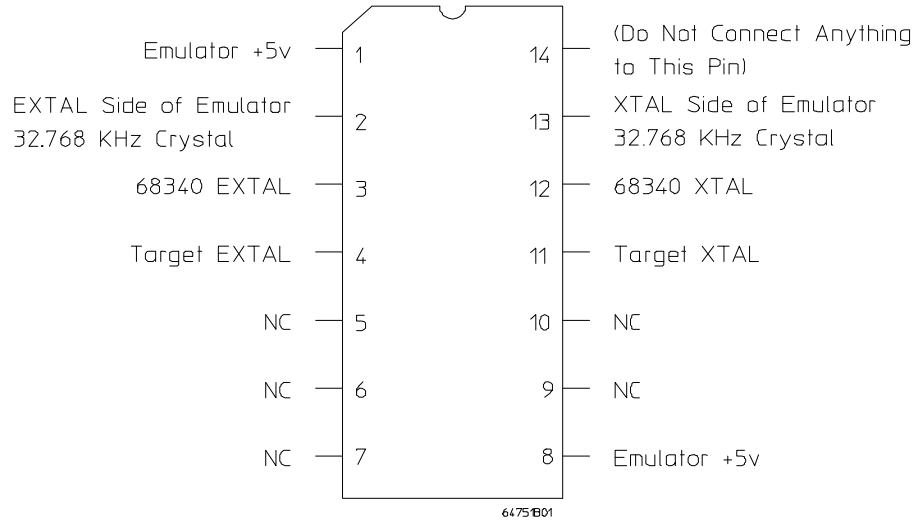 Emulator +5v 1
EXTAL Side of Emulator
32.768 KHz Crystal 2
68340 EXTAL 3
Target EXTAL 4
NC 5
NC 6
NC 7
14 (Do Not Connect Anything
to This Pin)
13 XTAL Side of Emulator
32.768 KHz Crystal
12 68340 XTAL
11 Target XTAL
10 NC
9 NC
8 Emulator +5v
64751B01